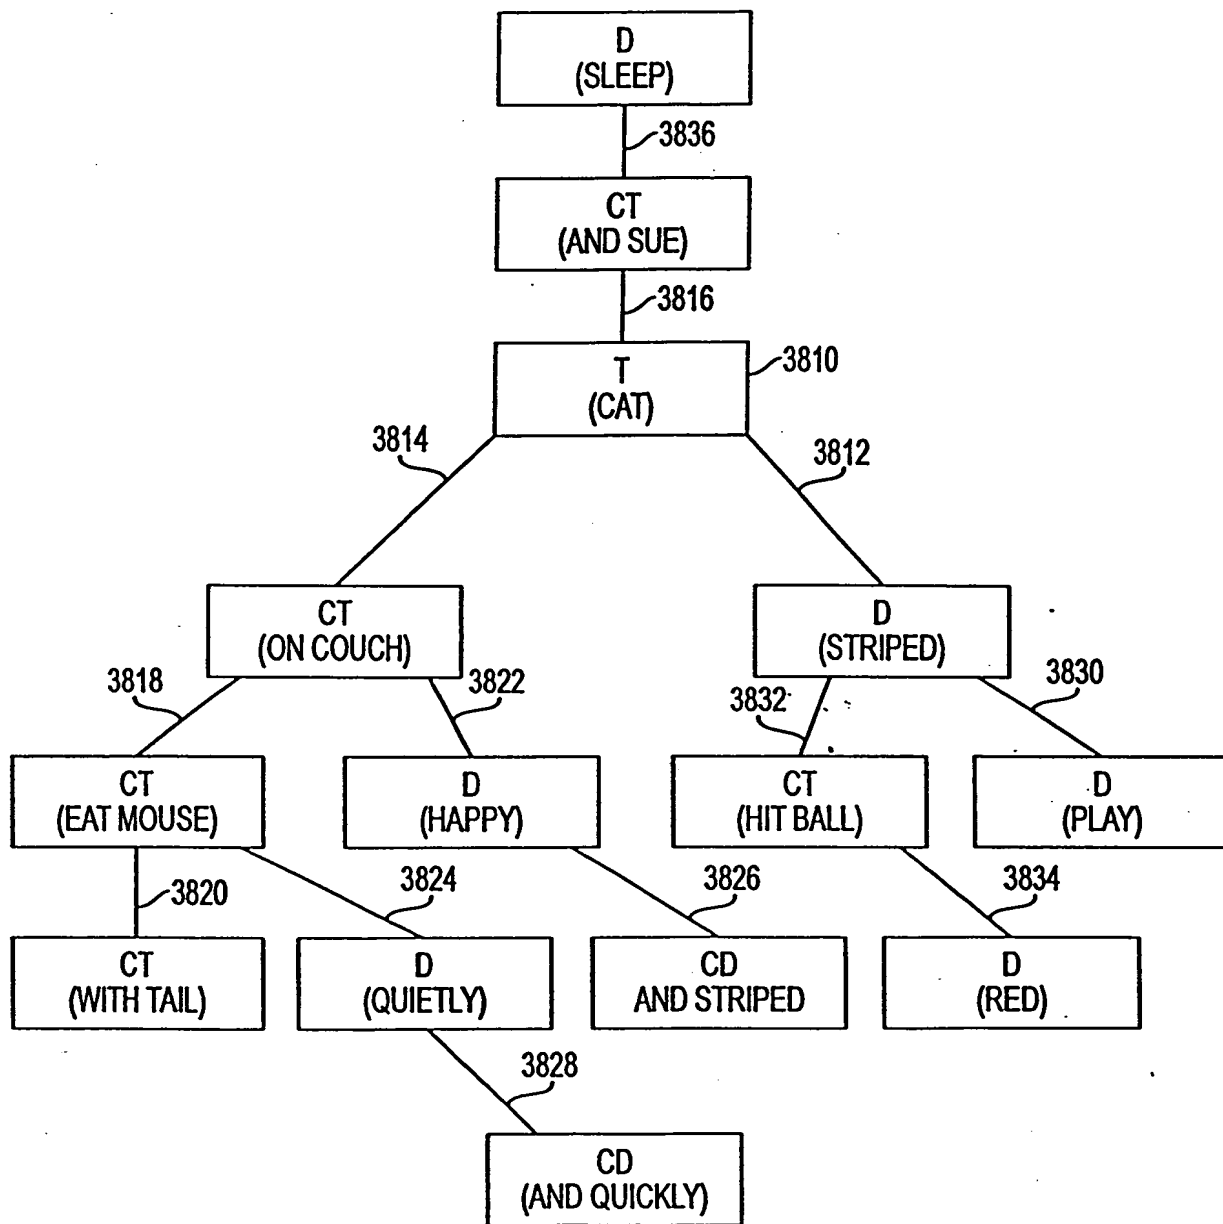 D
(SLEEP)
3836
CT
(AND SUE)
3816
T
(CAT)
3810
3814
3812
CT
(ON COUCH)
D
(STRIPED)
3818
3822
3832
3830
CT
(EAT MOUSE)
D
(HAPPY)
CT
(HIT BALL)
D
(PLAY)
3820
3824
3826
3834
CT
(WITH TAIL)
D
(QUIETLY)
CD
AND STRIPED
D
(RED)
3828
CD
(AND QUICKLY)